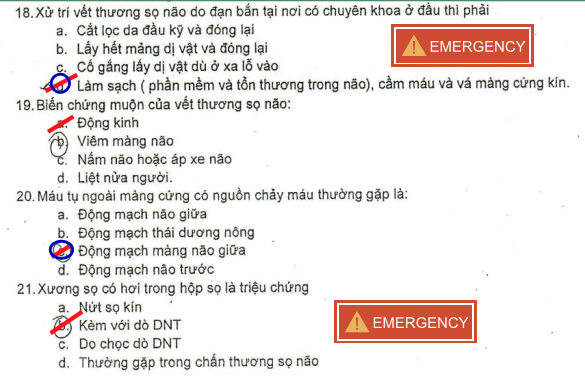 18. Xử trí vết thương sọ não do đạn bắn tại nơi có chuyên khoa ở đầu thì phải
a. Cắt lọc da đầu kỹ và đóng lại
EMERGENCY
b. Lấy hết mảng dị vật và đóng lại
c. Cố gắng lấy dị vật dù ở xa lỗ vào
Làm sạch ( phần mềm và tổn thương trong não), cầm máu và vá màng cứng kín.
19. Biến chứng muộn của vết thương sọ não:
a. Động kinh
b. Viêm màng não
c. Nấm não hoặc áp xe não
d. Liệt nửa người.
20. Máu tụ ngoài màng cứng có nguồn chảy máu thường gặp là:
a. Động mạch não giữa
b. Động mạch thái dương nông
Động mạch màng não giữa
d. Động mạch não trước
21. Xương sọ có hơi trong hộp sọ là triệu chứng
a. Nứt sọ kín
EMERGENCY
b. Kèm với dò DNT
c. Do chọc dò DNT
d. Thường gặp trong chấn thương sọ não